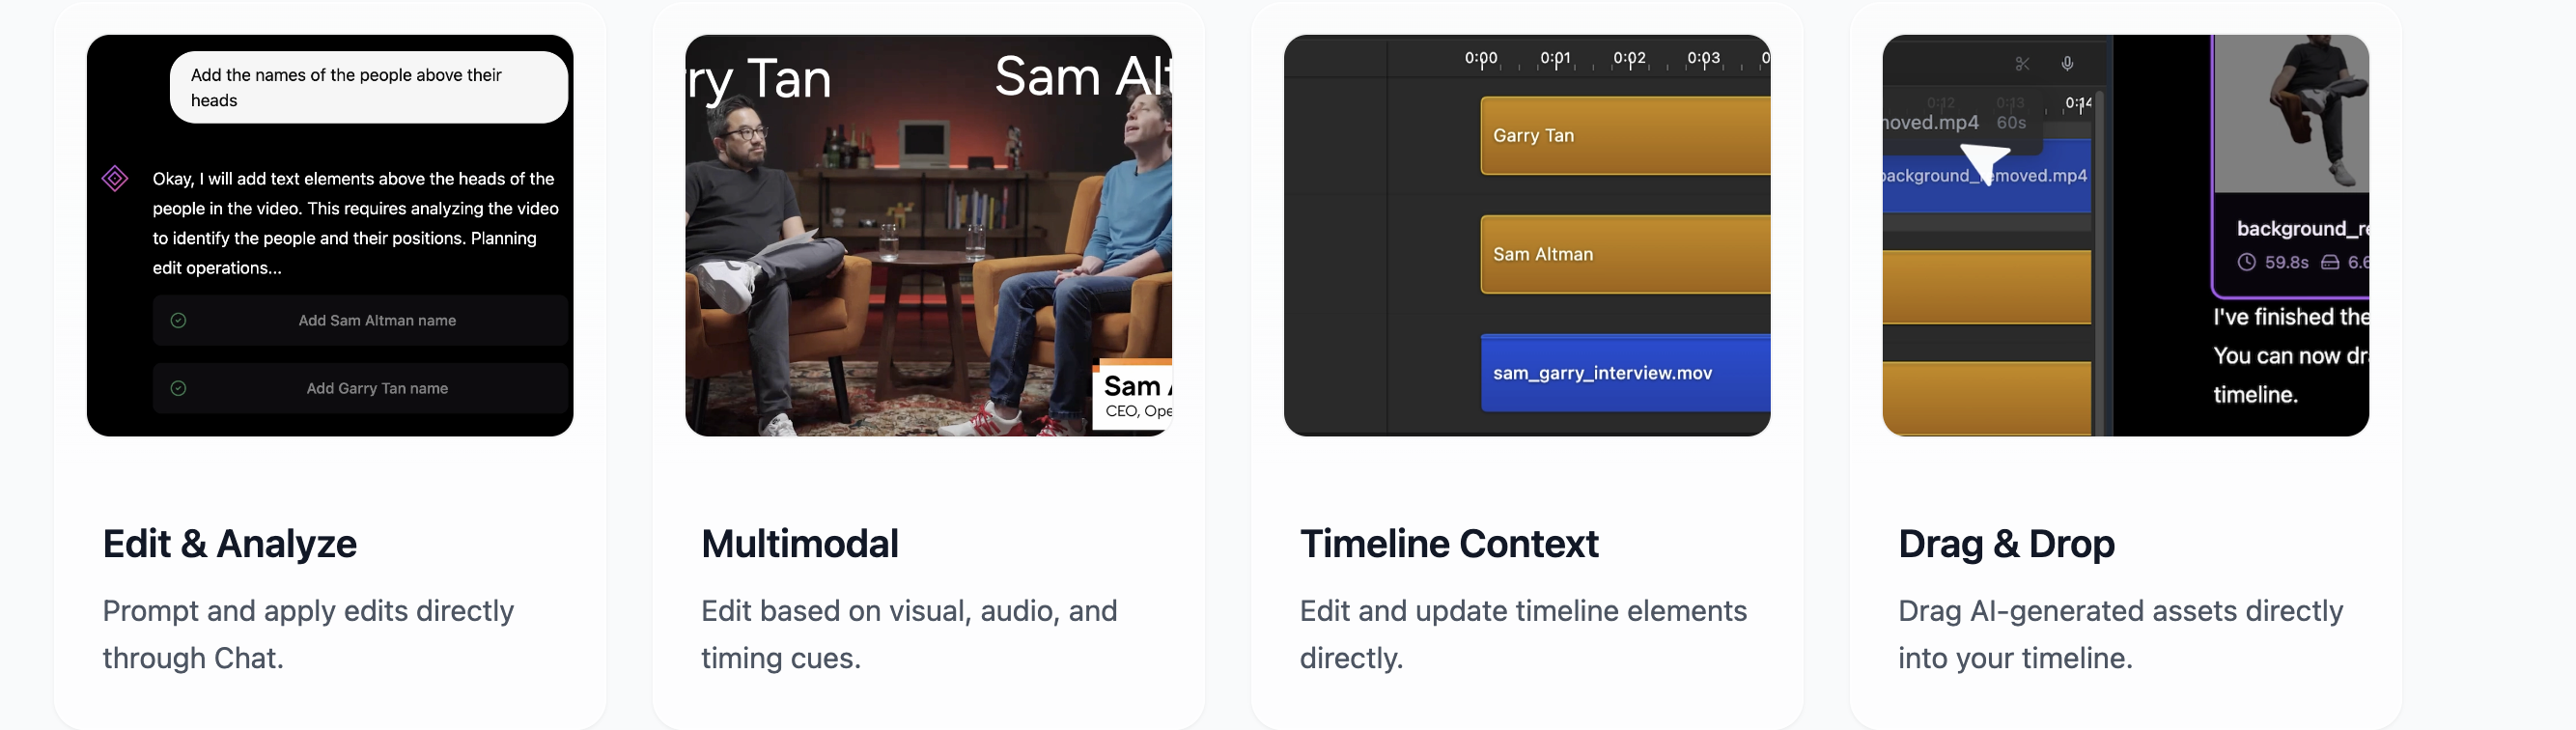 Add the names of the people above their
heads
Okay, I will add text elements above the heads of the
people in the video. This requires analyzing the video
to identify the people and their positions. Planning
edit operations...
Add Sam Altman name
Add Garry Tan name
Edit & Analyze
Prompt and apply edits directly
through Chat.
rry Tan
Sam Alt
Sam A
CEO, Ope
Multimodal
Edit based on visual, audio, and
timing cues.
0:00 0:01 0:02 0:03 0
Garry Tan
Sam Altman
sam_garry_interview.mov
Timeline Context
Edit and update timeline elements
directly.
0:12 0:13 0:14
moved.mp4 60s
background_removed.mp4
background_re
59.8s 6.6
I've finished the
You can now dra
timeline.
Drag & Drop
Drag AI-generated assets directly
into your timeline.